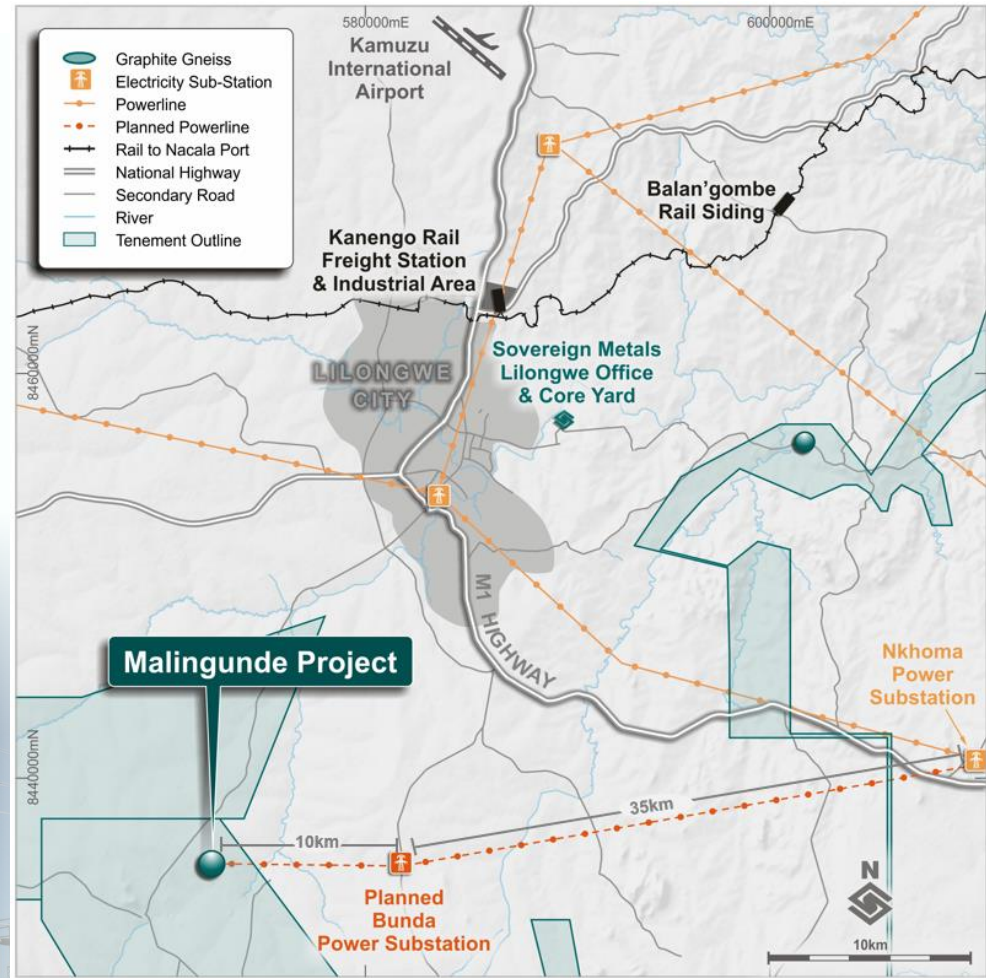 580000mE
600000mE
Graphite Gneiss
Electricity Sub-Station
Powerline
Planned Powerline
Rail to Nacala Port
National Highway
Secondary Road
River
Tenement Outline
Kamuzu
International
Airport
Balan'gombe
Rail Siding
Kanengo Rail
Freight Station
& Industrial Area
8460000mN
LILONGWE
CITY
Sovereign Metals
Lilongwe Office
& Core Yard
M1 HIGHWAY
Malingunde Project
Nkhoma
Power
Substation
8440000mN
35km
10km
Planned
Bunda
Power Substation
N
10km